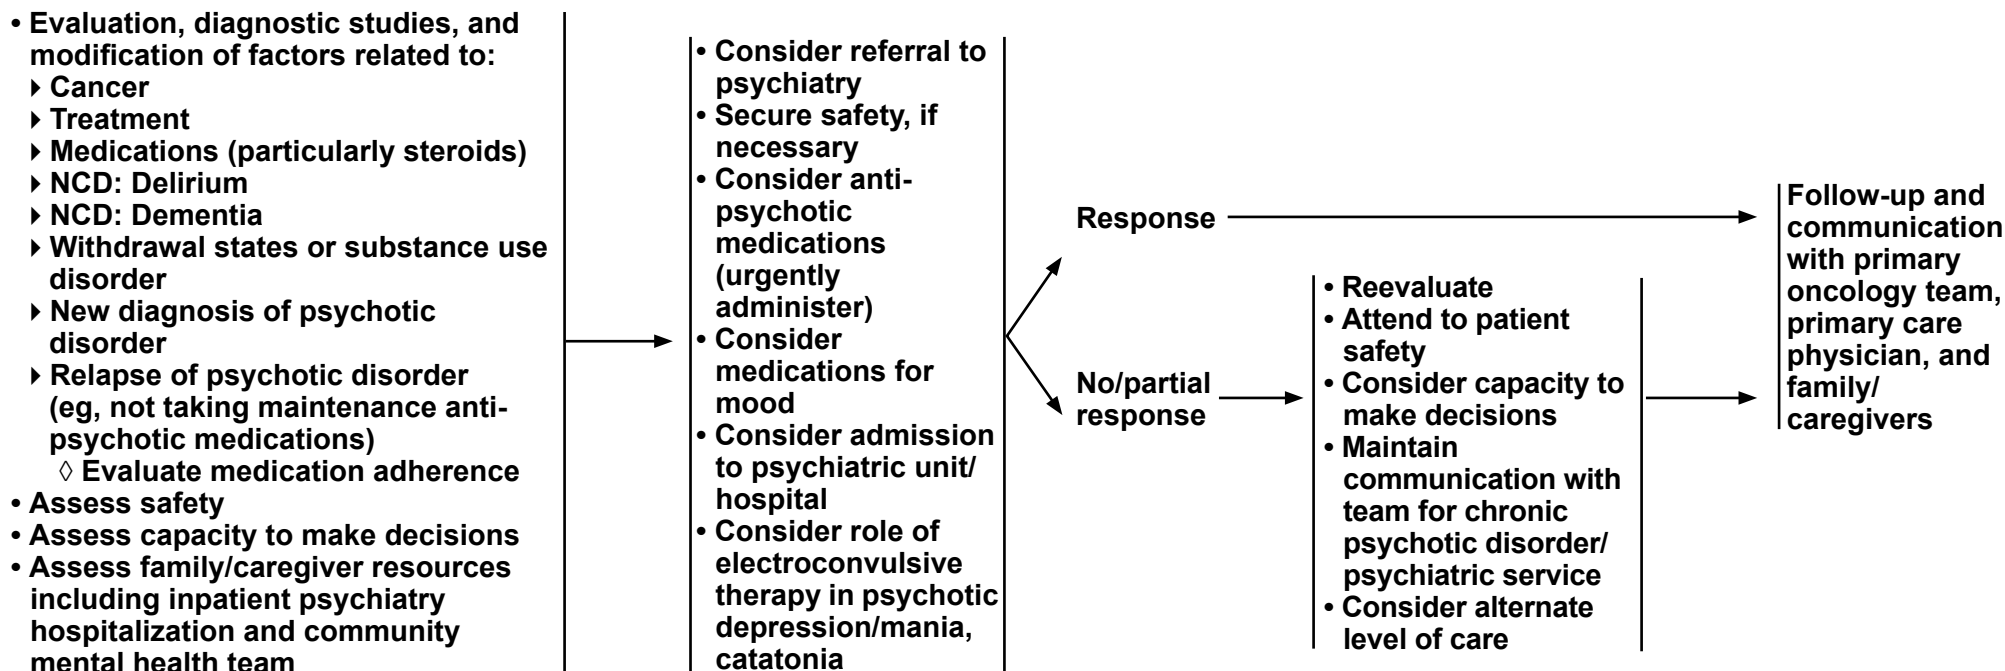 • Evaluation, diagnostic studies, and
modification of factors related to:
‣ Cancer
‣ Treatment
‣ Medications (particularly steroids)
‣ NCD: Delirium
‣ NCD: Dementia
‣ Withdrawal states or substance use
disorder
‣ New diagnosis of psychotic
disorder
‣ Relapse of psychotic disorder
(eg, not taking maintenance anti-
psychotic medications)
◊ Evaluate medication adherence
• Assess safety
• Assess capacity to make decisions
• Assess family/caregiver resources
including inpatient psychiatry
hospitalization and community
mental health team
• Consider referral to
psychiatry
• Secure safety, if
necessary
• Consider anti-
psychotic
medications
(urgently
administer)
• Consider
medications for
mood
• Consider admission
to psychiatric unit/
hospital
• Consider role of
electroconvulsive
therapy in psychotic
depression/mania,
catatonia
Response
No/partial
response
• Reevaluate
• Attend to patient
safety
• Consider capacity to
make decisions
• Maintain
communication with
team for chronic
psychotic disorder/
psychiatric service
• Consider alternate
level of care
Follow-up and
communication
with primary
oncology team,
primary care
physician, and
family/
caregivers